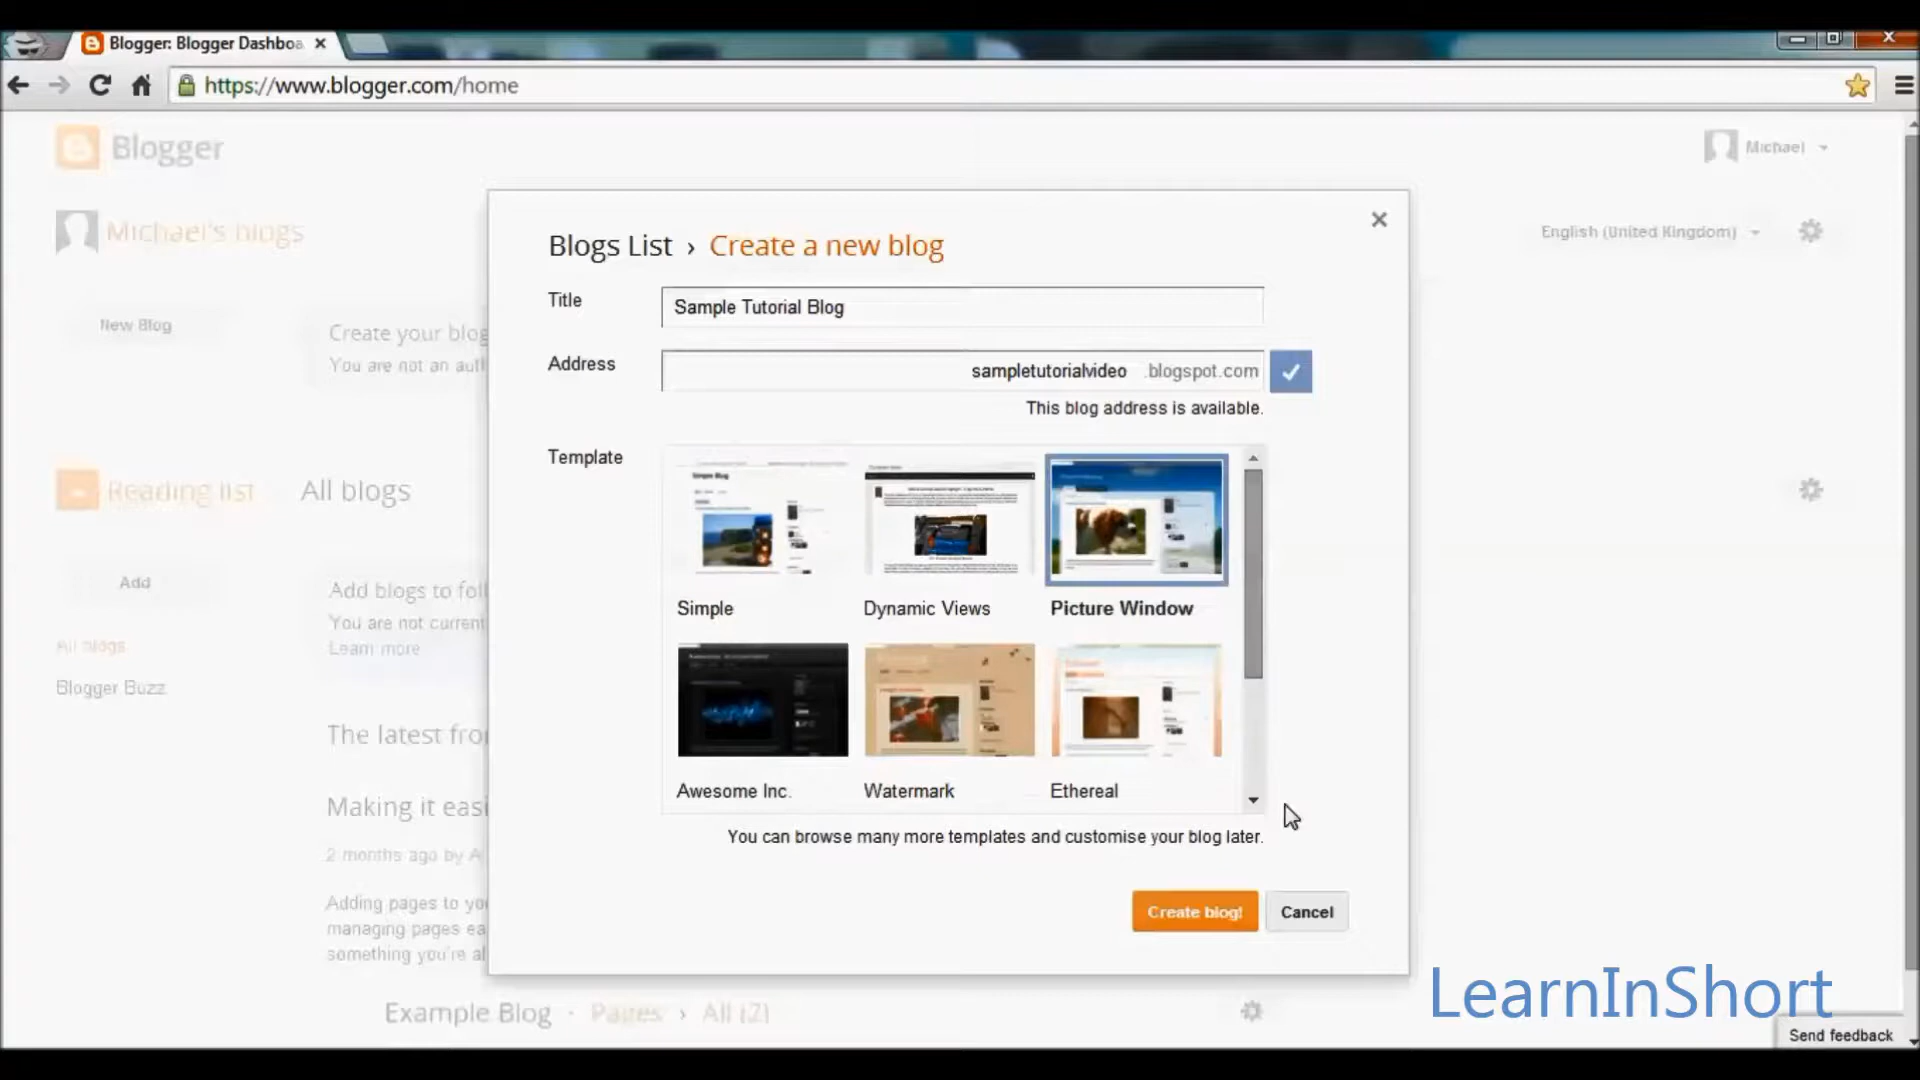 Blogger: Blogger Dashboa
https://www.blogger.com/home
Blogger
Michael
Michael's blogs
English (United Kingdom)
New Blog
Create your blog
You are not an auth
Blogs List › Create a new blog
Title
Sample Tutorial Blog
Address
sampletutorialvideo .blogspot.com
This blog address is available.
Template
Simple
Dynamic Views
Picture Window
Awesome Inc.
Watermark
Ethereal
You can browse many more templates and customise your blog later.
Create blog!
Cancel
Reading list
All blogs
Add
Add blogs to foll
You are not current
Learn more
All blogs
Blogger Buzz
The latest fro
Making it easi
2 months ago by A
Adding pages to yo
managing pages ea
something you're al
Example Blog · Pages › All (2)
LearnInShort
Send feedback